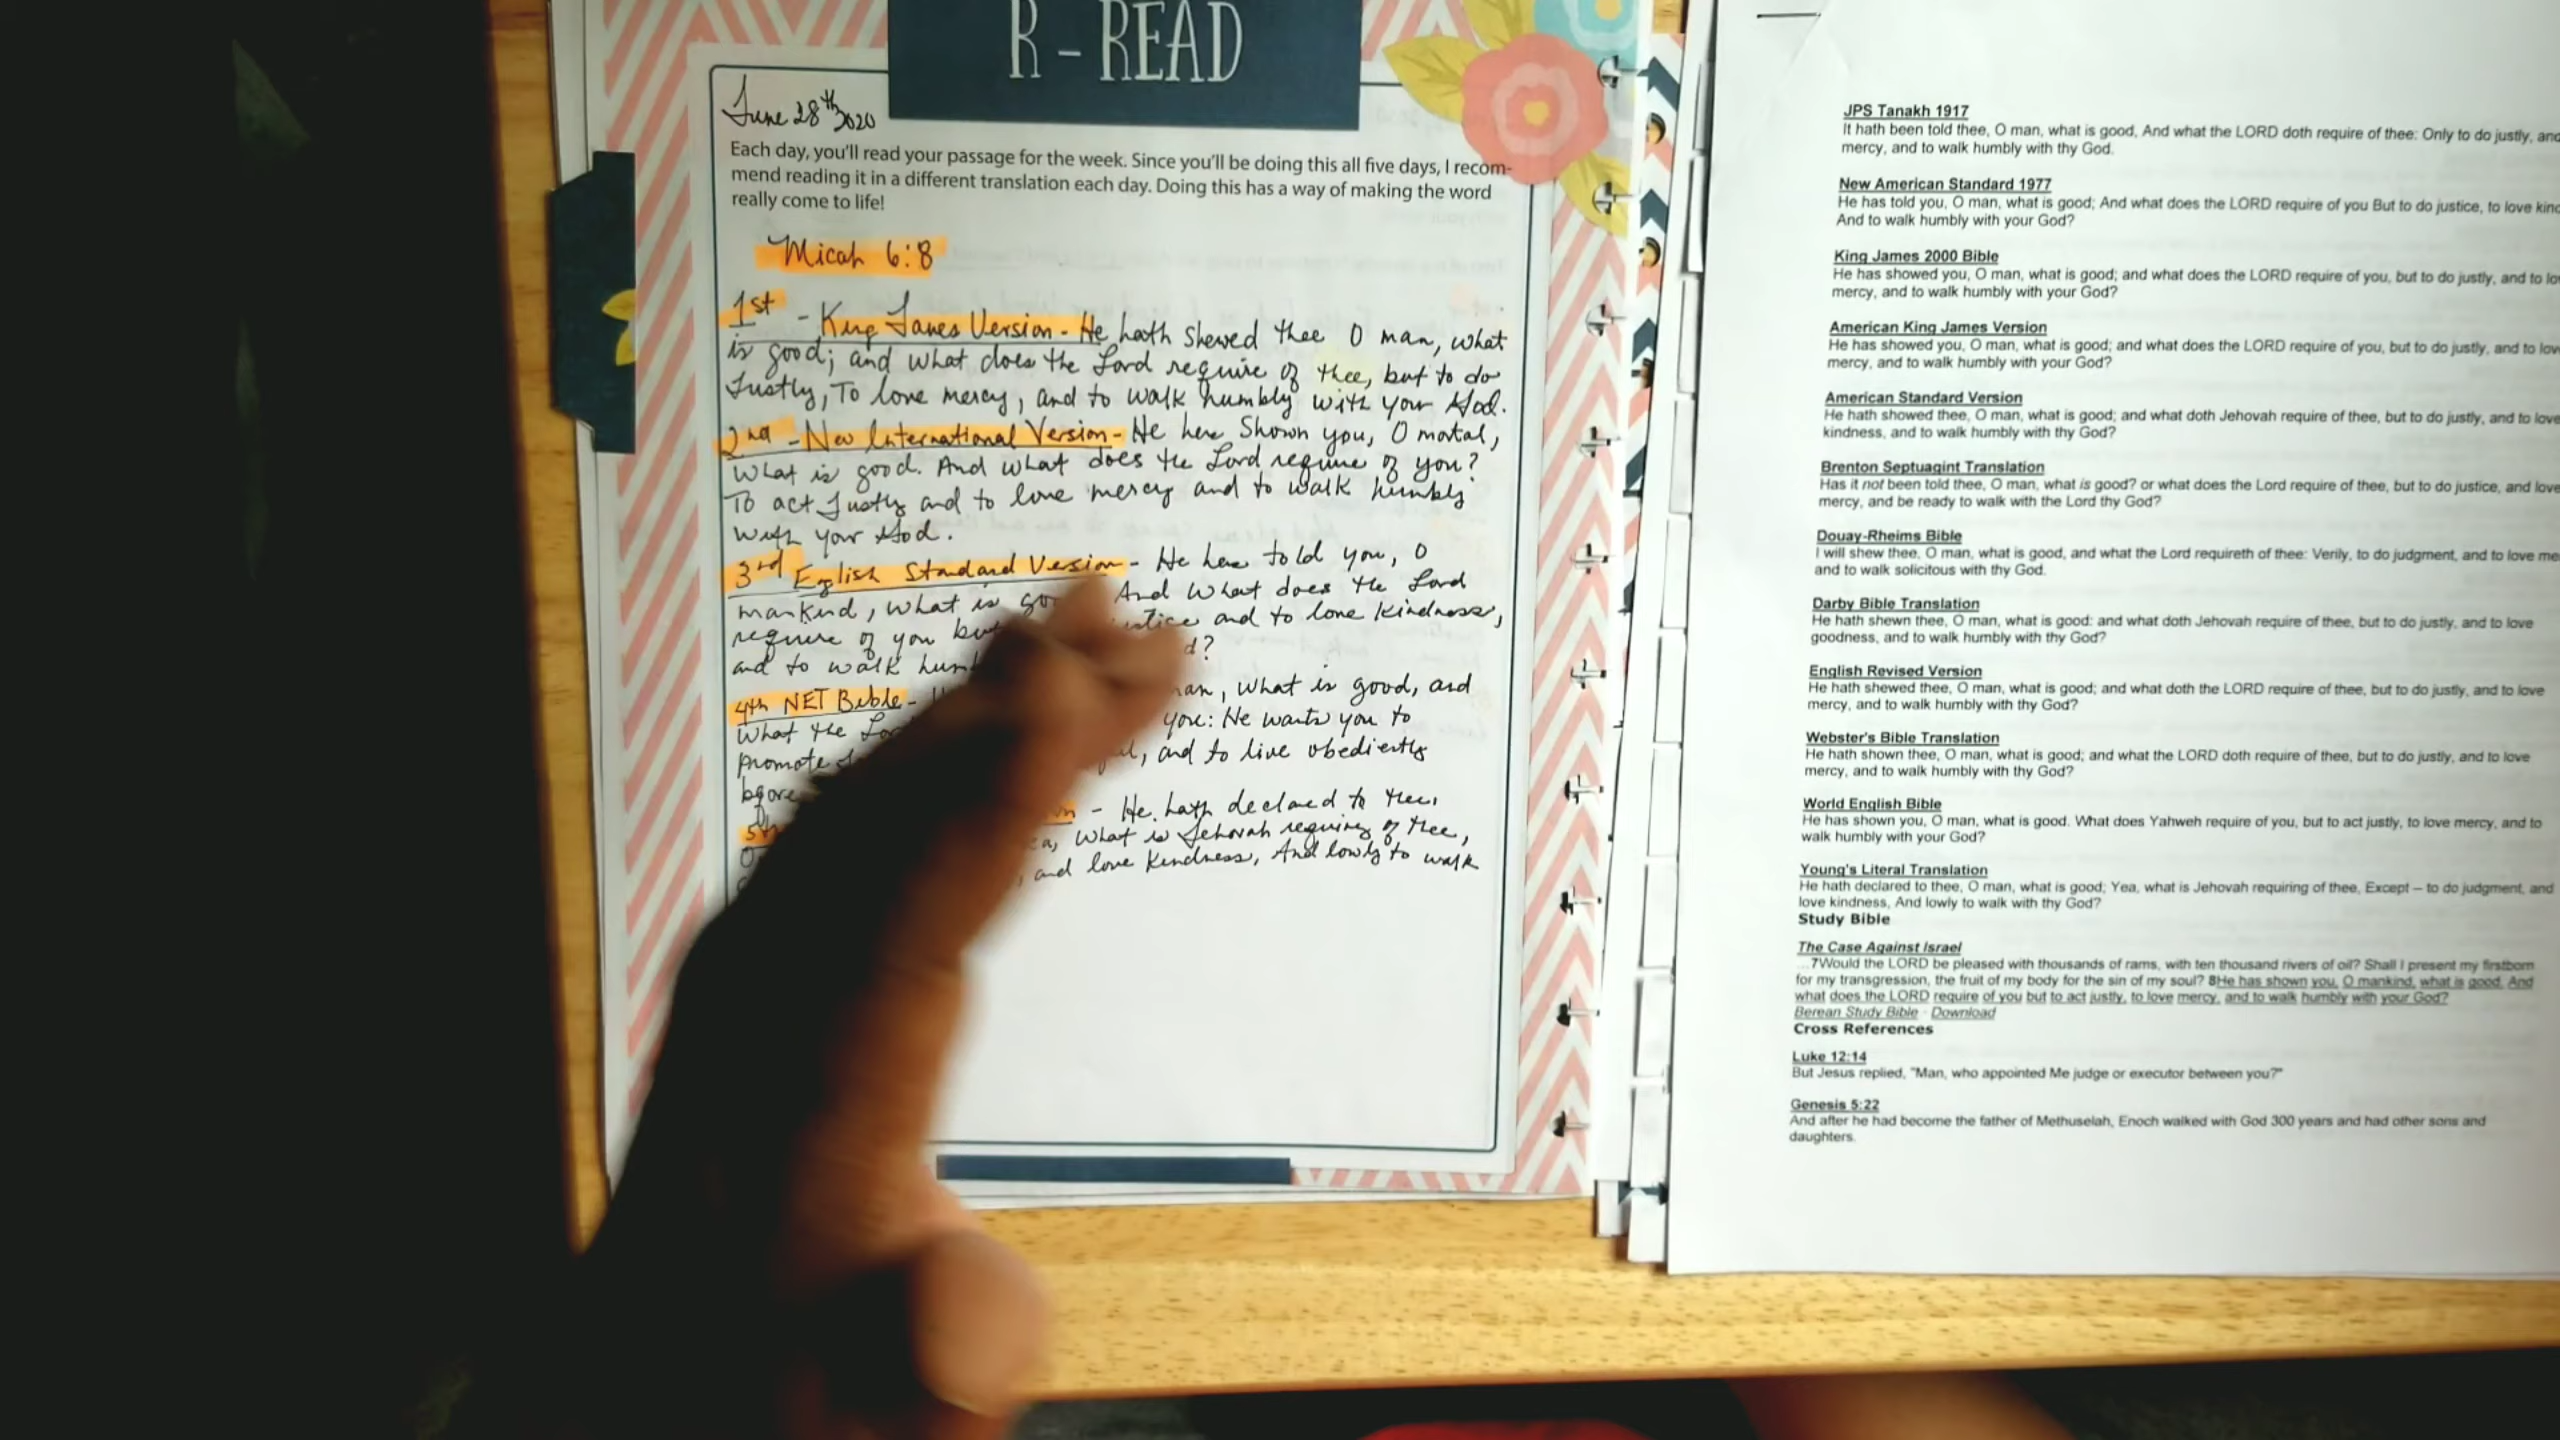 R - READ
June 28th 2020
Each day, you'll read your passage for the week. Since you'll be doing this all five days, I recom-
mend reading it in a different translation each day. Doing this has a way of making the word
really come to life!
Micah 6:8
1st - King James Version - He hath shewed thee O man, what
is good; and what does the Lord require of thee, but to do
Justly, To love mercy, and to walk humbly with your God.
2nd - New International Version - He has Shown you, O mortal,
What is good. And what does the Lord require of you?
To act Justly and to love mercy and to walk humbly
with your God.
3rd English Standard Version - He has told you, O
mankind, what is And what does the Lord
require of you but and to love kindness,
and to walk
4th NET Bible - man, what is good, and
What the you: He wants you to
promote and to live obediently
before
5th - He hath declared to thee,
What is Jehovah requiring of thee,
and love Kindness, And lowly to walk
JPS Tanakh 1917
It hath been told thee, O man, what is good, And what the LORD doth require of thee: Only to do justly, and
mercy, and to walk humbly with thy God.
New American Standard 1977
He has told you, O man, what is good; And what does the LORD require of you But to do justice, to love
And to walk humbly with your God?
King James 2000 Bible
He has showed you, O man, what is good; and what does the LORD require of you, but to do justly, and to
mercy, and to walk humbly with your God?
American King James Version
He has showed you, O man, what is good; and what does the LORD require of you, but to do justly, and to
mercy, and to walk humbly with your God?
American Standard Version
He hath showed thee, O man, what is good; and what doth Jehovah require of thee, but to do justly, and to love
kindness, and to walk humbly with thy God?
Brenton Septuagint Translation
Has it not been told thee, O man, what is good? or what does the Lord require of thee, but to do justice, and love
mercy, and be ready to walk with the Lord thy God?
Douay-Rheims Bible
I will shew thee, O man, what is good, and what the Lord requireth of thee: Verily, to do judgment, and to love
and to walk solicitous with thy God.
Darby Bible Translation
He hath shewn thee, O man, what is good: and what doth Jehovah require of thee, but to do justly, and to love
goodness, and to walk humbly with thy God?
English Revised Version
He hath shewed thee, O man, what is good; and what doth the LORD require of thee, but to do justly, and to love
mercy, and to walk humbly with thy God?
Webster's Bible Translation
He hath shown thee, O man, what is good; and what the LORD doth require of thee, but to do justly, and to love
mercy, and to walk humbly with thy God?
World English Bible
He has shown you, O man, what is good. What does Yahweh require of you, but to act justly, to love mercy, and to
walk humbly with your God?
Young's Literal Translation
He hath declared to thee, O man, what is good; Yea, what is Jehovah requiring of thee, Except – to do judgment, and
love kindness, And lowly to walk with thy God?
Study Bible
The Case Against Israel
...7Would the LORD be pleased with thousands of rams, with ten thousand rivers of oil? Shall I present my firstborn
for my transgression, the fruit of my body for the sin of my soul? 8He has shown you, O mankind, what is good. And
what does the LORD require of you but to act justly, to love mercy, and to walk humbly with your God?
Berean Study Bible · Download
Cross References
Luke 12:14
But Jesus replied, "Man, who appointed Me judge or executor between you?"
Genesis 5:22
And after he had become the father of Methuselah, Enoch walked with God 300 years and had other sons and
daughters.